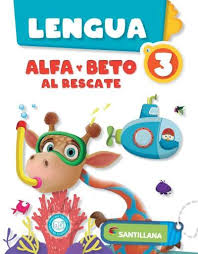 LENGUA
ALFA Y BETO 3
AL RESCATE
SANTILLANA